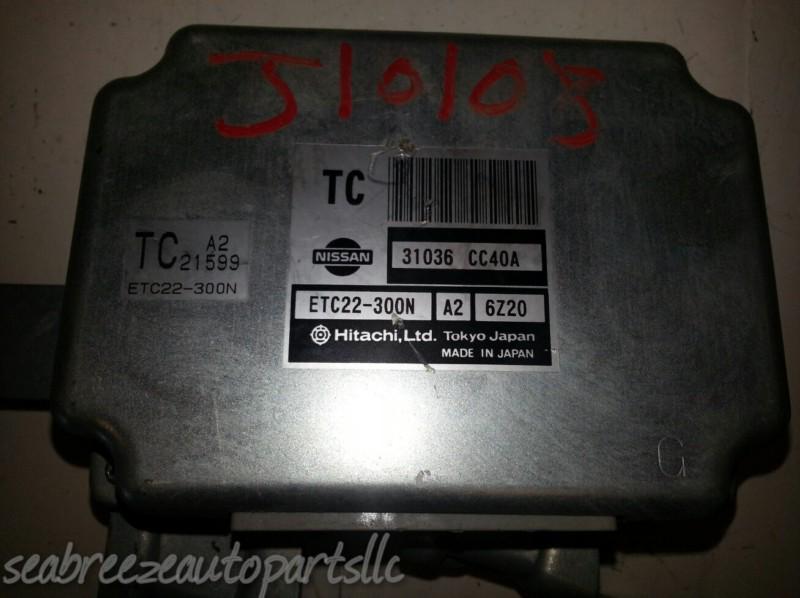 J10103
TC
NISSAN
31036 CC40A
ETC22-300N A2 6Z20
Hitachi,Ltd. Tokyo Japan
MADE IN JAPAN
TC A2
21599
ETC22-300N
G
seabreezeautopartsllc